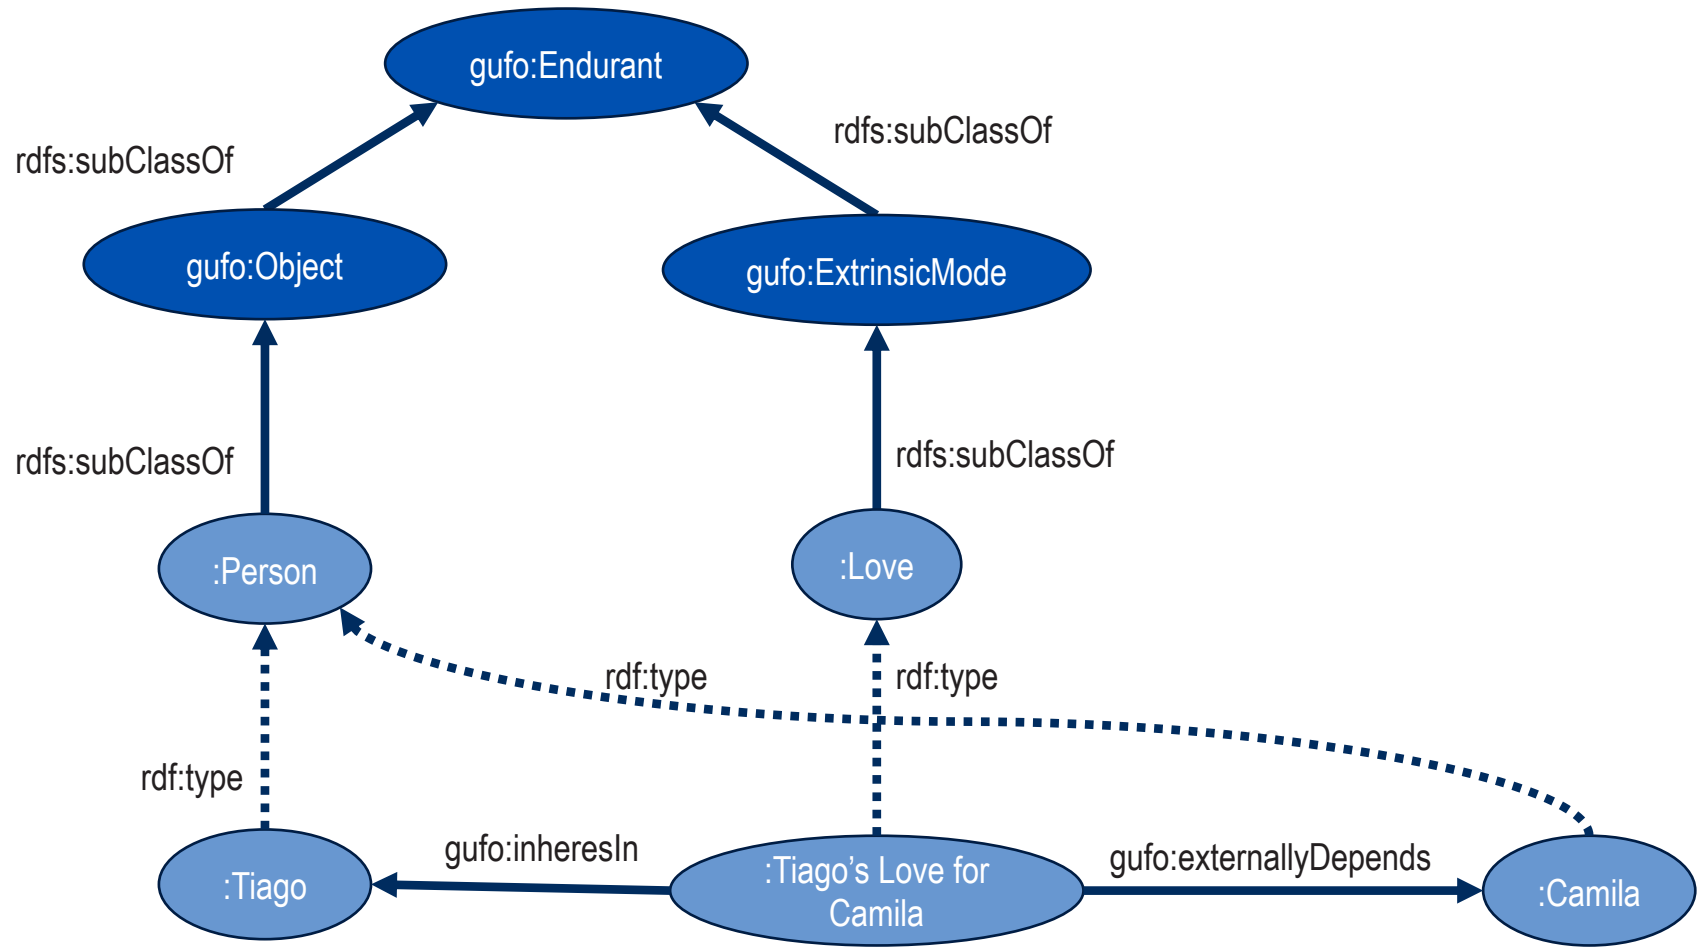 gufo:Endurant
rdfs:subClassOf
rdfs:subClassOf
gufo:Object
gufo:ExtrinsicMode
rdfs:subClassOf
rdfs:subClassOf
:Person
:Love
rdf:type
rdf:type
rdf:type
gufo:inheresIn
gufo:externallyDepends
:Tiago
:Tiago’s Love for
Camila
:Camila